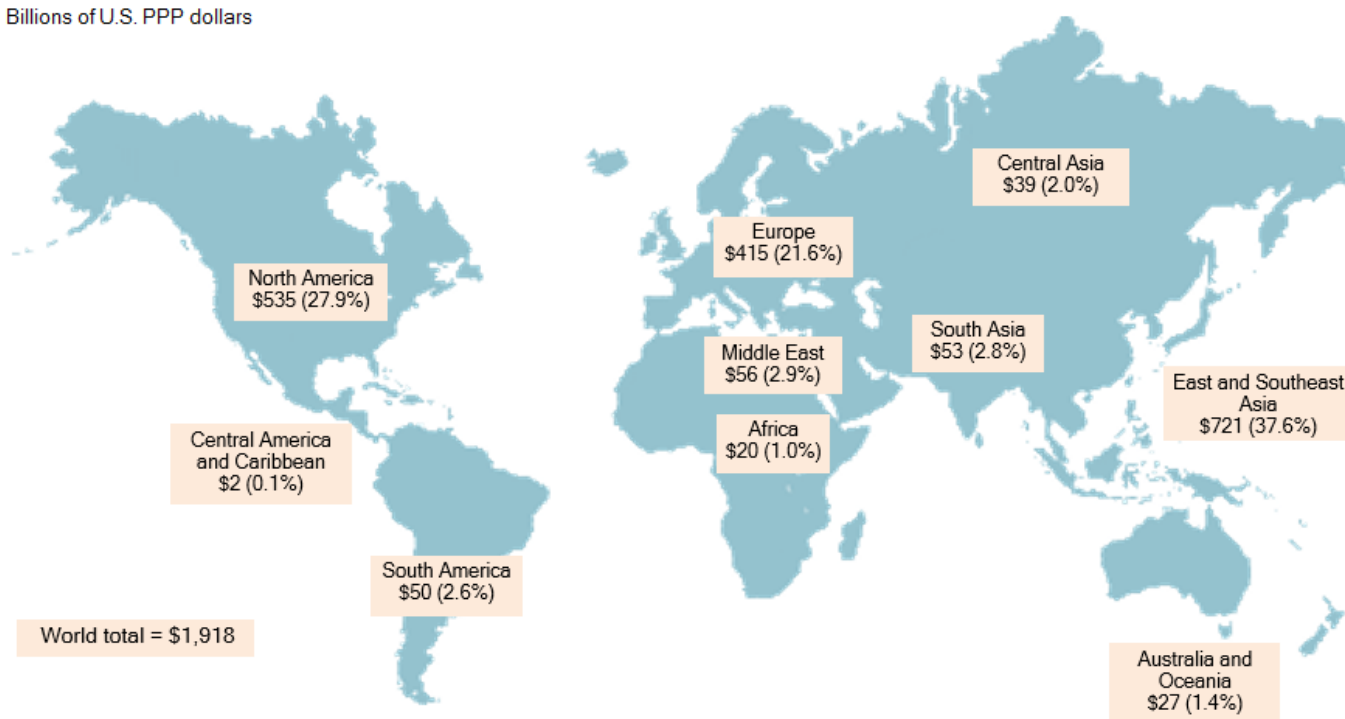 Billions of U.S. PPP dollars
Central Asia
$39 (2.0%)
Europe
$415 (21.6%)
North America
$535 (27.9%)
South Asia
$53 (2.8%)
Middle East
$56 (2.9%)
East and Southeast
Asia
$721 (37.6%)
Africa
$20 (1.0%)
Central America
and Caribbean
$2 (0.1%)
South America
$50 (2.6%)
World total = $1,918
Australia and
Oceania
$27 (1.4%)